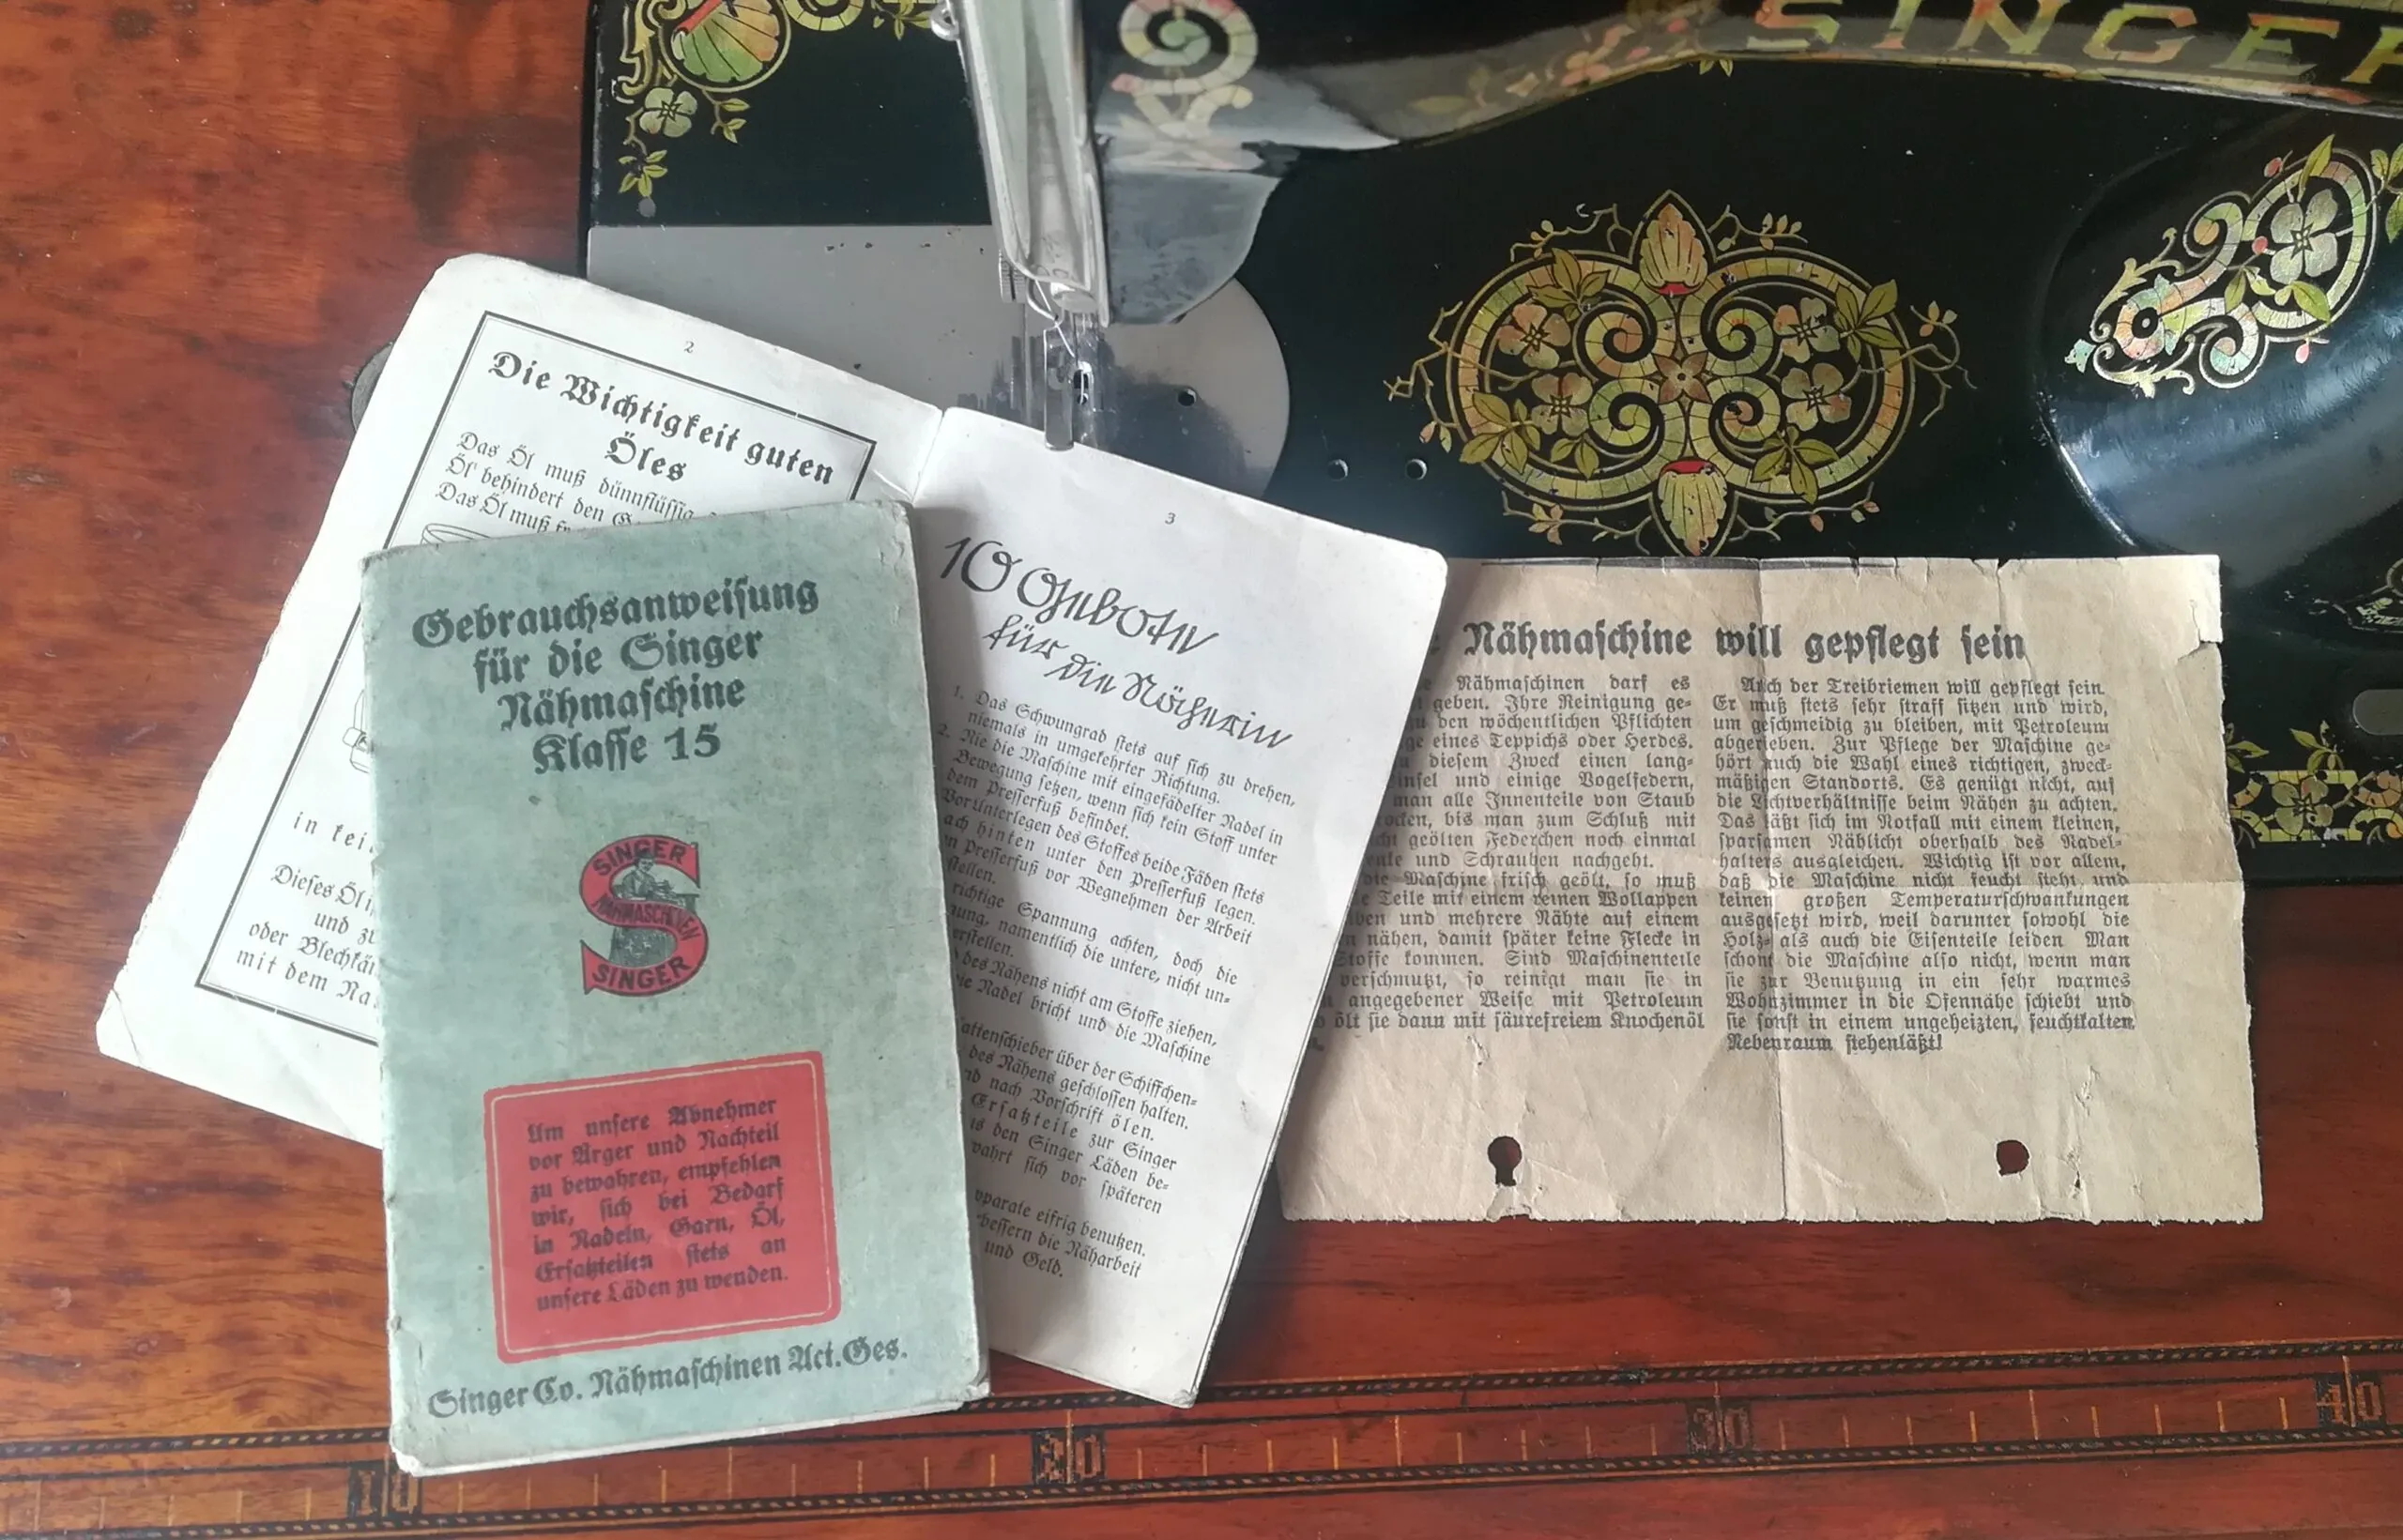 SINGER
2
Die Wichtigkeit guten
Öles
Das Öl muß dünnflüssig
Öl behindert den
Das Öl muß
in
Dieses Öl
und
oder
mit dem
Gebrauchsanweisung
für die Singer
Nähmaschine
Klasse 15
SINGER
NÄHMASCHINEN
SINGER
Um unsere Abnehmer
vor Ärger und Nachteil
zu bewahren, empfehlen
wir, sich bei Bedarf
in Nadeln, Garn, Öl,
Ersatzteilen stets an
unsere Läden zu wenden.
Singer Co. Nähmaschinen Act.Ges.
3
10 Gebote
für die Näherin
1. Das Schwungrad stets auf sich zu drehen,
niemals in umgekehrter Richtung.
2. Nie die Maschine mit eingefädelter Nadel in
Bewegung setzen, wenn sich kein Stoff unter
dem Presserfuß befindet.
Vor Unterlegen des Stoffes beide Fäden stets
nach hinten unter den Presserfuß legen.
Presserfuß vor Wegnehmen der Arbeit
richtige Spannung achten, doch die
namentlich die untere, nicht un-
des Nähens nicht am Stoffe ziehen,
die Nadel bricht und die Maschine
über der Schiffchen-
des Nähens geschlossen halten.
nach Vorschrift ölen.
Ersatzteile zur Singer
den Singer Läden be-
sich vor späteren
eifrig benutzen.
die Näharbeit
und Geld.
Nähmaschine will gepflegt sein
Nähmaschinen darf es
geben. Ihre Reinigung ge-
den wöchentlichen Pflichten
eines Teppichs oder Herdes.
diesem Zweck einen lang-
und einige Vogelfedern,
man alle Innenteile von Staub
bis man zum Schluß mit
geölten Federchen noch einmal
und Schrauben nachgeht.
die Maschine frisch geölt, so muß
Teile mit einem reinen Wollappen
und mehrere Nähte auf einem
nähen, damit später keine Flecke in
Stoffe kommen. Sind Maschinenteile
verschmutzt, so reinigt man sie in
angegebener Weise mit Petroleum
ölt sie dann mit säurefreiem Knochenöl
Auch der Treibriemen will gepflegt sein.
Er muß stets sehr straff sitzen und wird,
um geschmeidig zu bleiben, mit Petroleum
abgerieben. Zur Pflege der Maschine ge-
hört auch die Wahl eines richtigen, zweck-
mäßigen Standorts. Es genügt nicht, auf
die Lichtverhältnisse beim Nähen zu achten.
Das läßt sich im Notfall mit einem kleinen,
sparsamen Nählicht oberhalb des Nadel-
halters ausgleichen. Wichtig ist vor allem,
daß die Maschine nicht feucht steht und
keinen großen Temperaturschwankungen
ausgesetzt wird, weil darunter sowohl die
Holz- als auch die Eisenteile leiden Man
schont die Maschine also nicht, wenn man
sie zur Benutzung in ein sehr warmes
Wohnzimmer in die Ofennähe schiebt und
sie sonst in einem ungeheizten, feuchtkalten
Nebenraum stehenläßt!
10
20
30
40